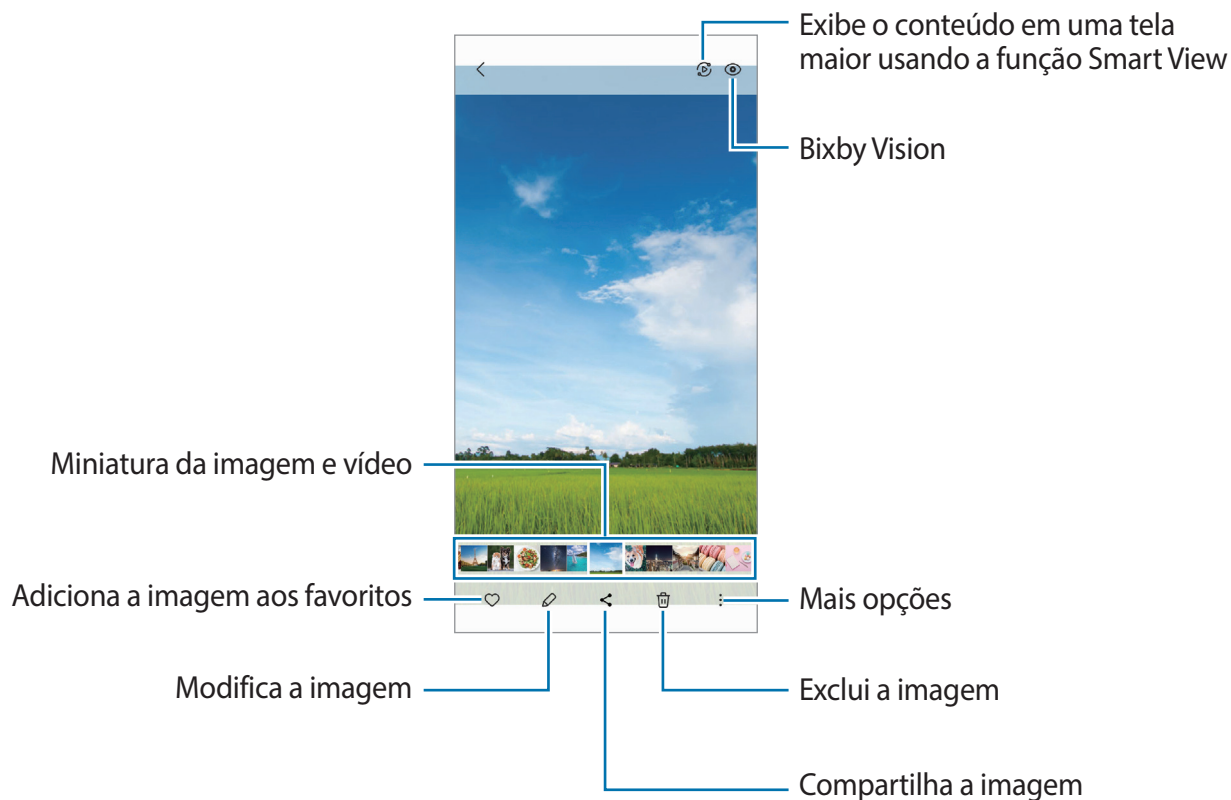 Exibe o conteúdo em uma tela
maior usando a função Smart View
Bixby Vision
Miniatura da imagem e vídeo
Adiciona a imagem aos favoritos
Mais opções
Modifica a imagem
Exclui a imagem
Compartilha a imagem